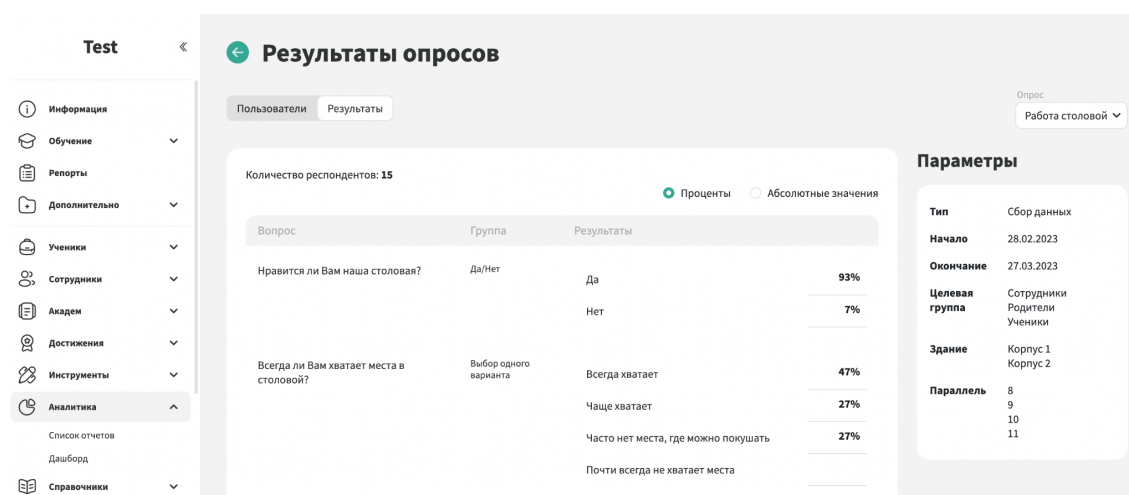 Test
«
Информация
Обучение
Репорты
Дополнительно
Ученики
Сотрудники
Академ
Достижения
Инструменты
Аналитика
Список отчетов
Дашборд
Справочники
Результаты опросов
Пользователи Результаты
Опрос
Работа столовой
Количество респондентов: 15
Проценты Абсолютные значения
Вопрос Группа Результаты
Нравится ли Вам наша столовая? Да/Нет
Да 93%
Нет 7%
Всегда ли Вам хватает места в
столовой?
Выбор одного
варианта
Всегда хватает 47%
Чаще хватает 27%
Часто нет места, где можно покушать 27%
Почти всегда не хватает места
Параметры
Тип Сбор данных
Начало 28.02.2023
Окончание 27.03.2023
Целевая Сотрудники
группа Родители
Ученики
Здание Корпус 1
Корпус 2
Параллель 8
9
10
11